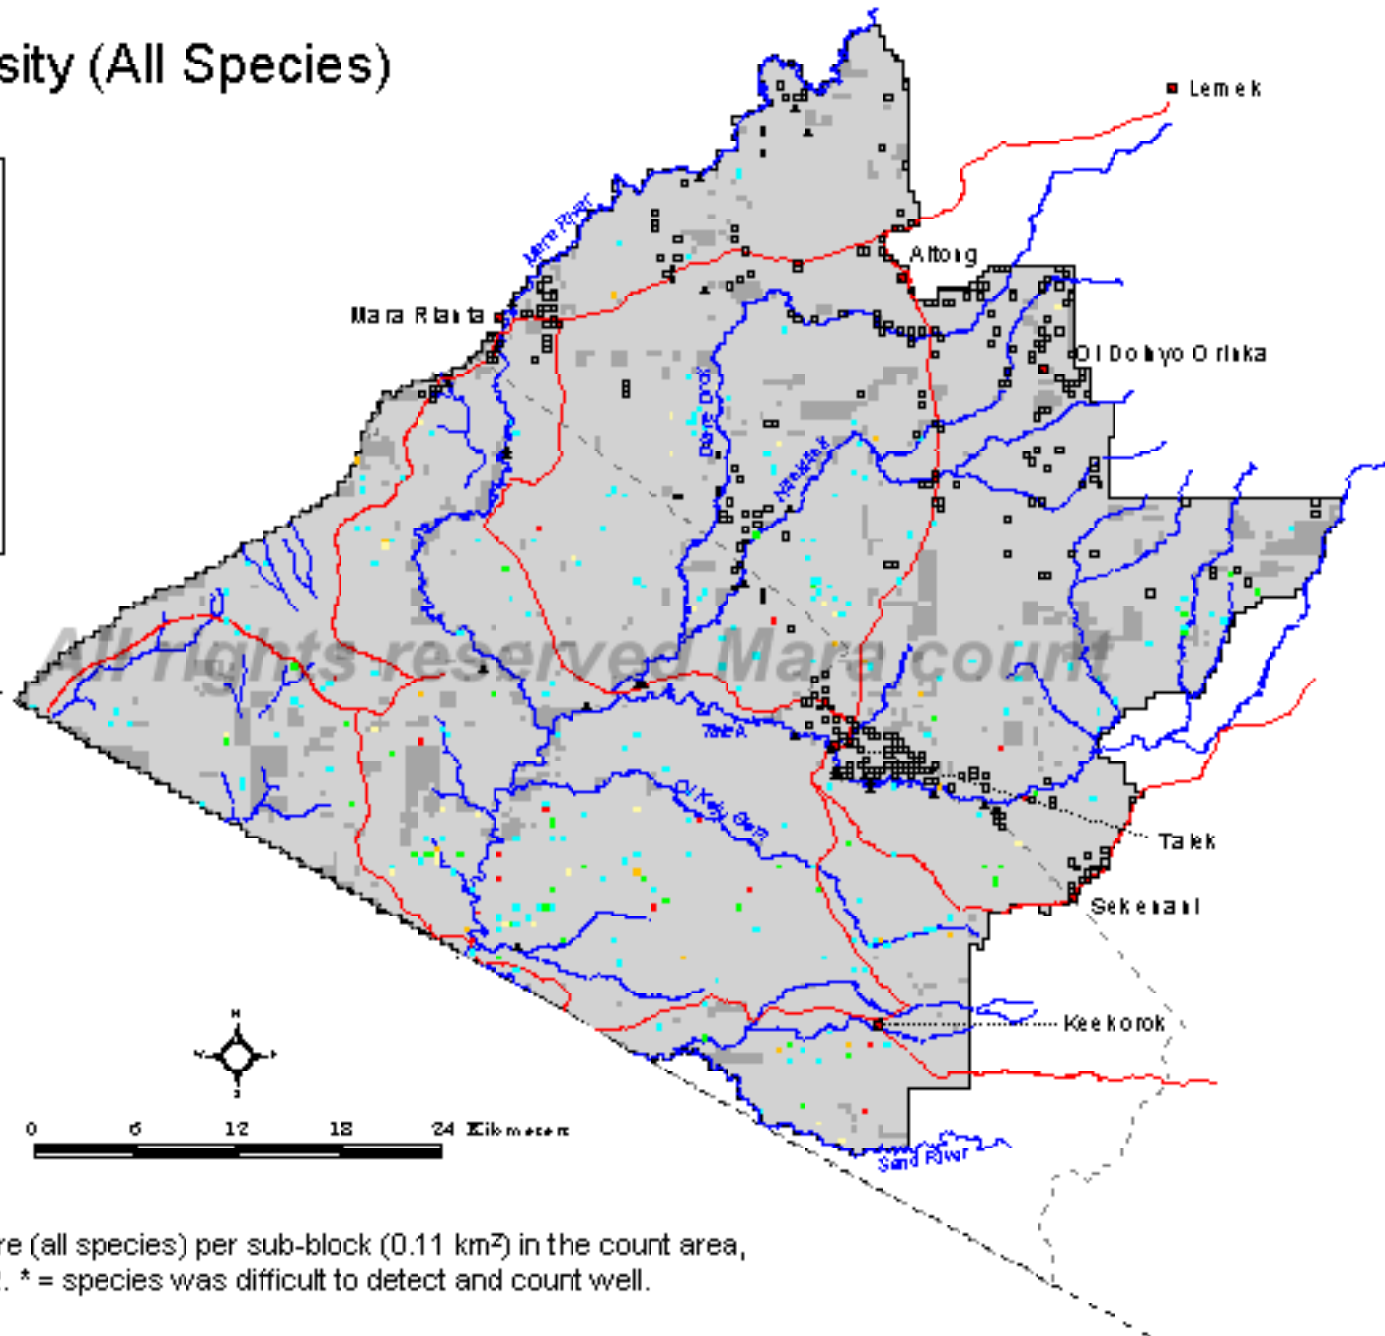 sity (All Species)
Lemek
Mara River
Aitong
Mara Rianta
Ol Doinyo Orinka
All rights reserved Mara count
Talek
Talek
Sekenani
Keekorok
N
0 6 12 18 24 Kilometers
Sand River
re (all species) per sub-block (0.11 km²) in the count area,
. * = species was difficult to detect and count well.